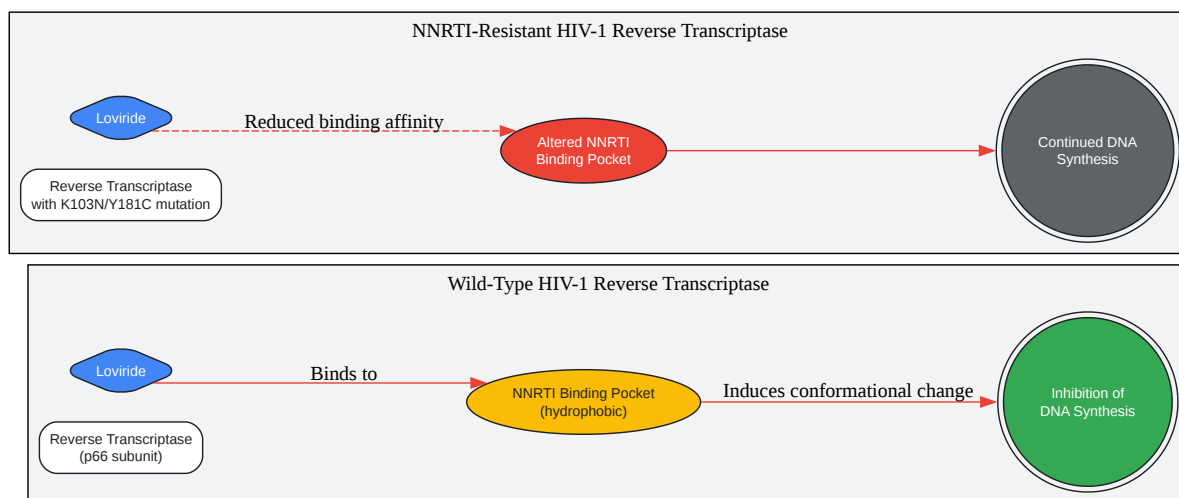 NNRTI-Resistant HIV-1 Reverse Transcriptase
Loviride
Reduced binding affinity
Altered NNRTI
Binding Pocket
Continued DNA
Synthesis
Reverse Transcriptase
with K103N/Y181C mutation
Wild-Type HIV-1 Reverse Transcriptase
Loviride
Binds to
NNRTI Binding Pocket
(hydrophobic)
Induces conformational change
Inhibition of
DNA Synthesis
Reverse Transcriptase
(p66 subunit)